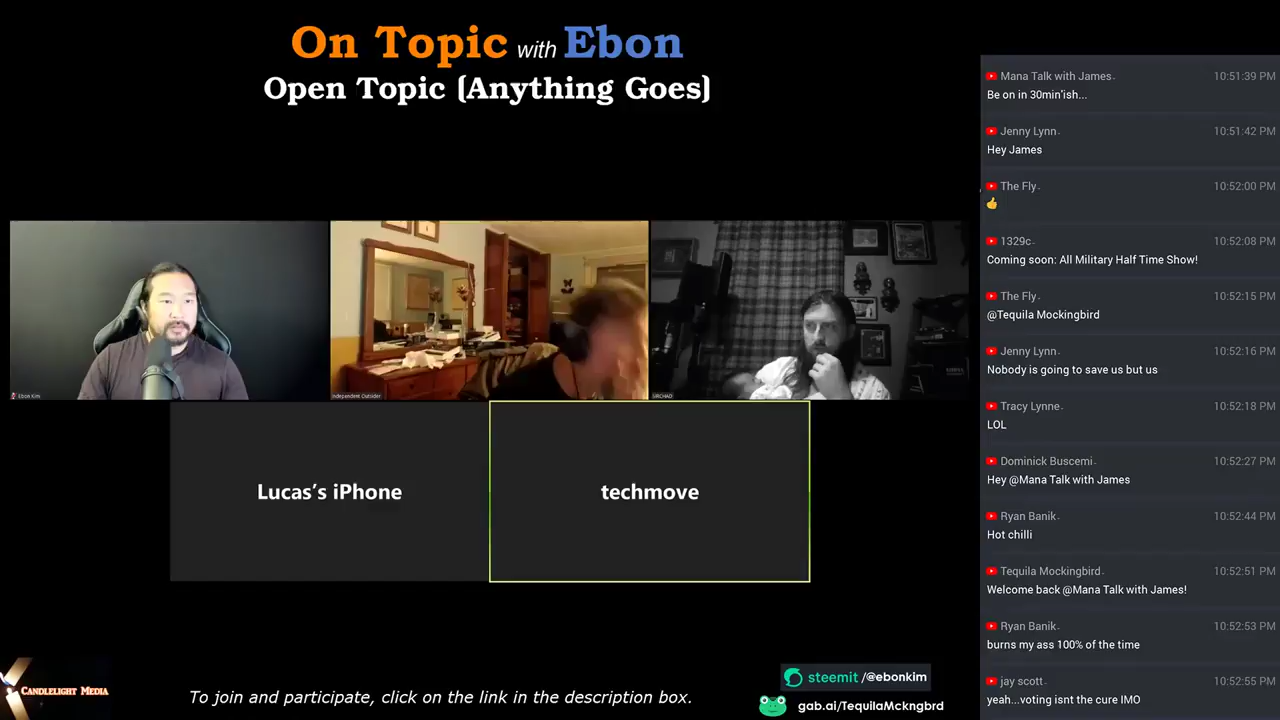 On Topic with Ebon
Open Topic (Anything Goes)
Ebon Kim
Independent Outsider
SIRCHAD
Lucas's iPhone
techmove
CANDLELIGHT MEDIA
To join and participate, click on the link in the description box.
steemit /@ebonkim
gab.ai/TequilaMckngbrd
Mana Talk with James 10:51:39 PM
Be on in 30min'ish...
Jenny Lynn 10:51:42 PM
Hey James
The Fly 10:52:00 PM
👍
1329c 10:52:08 PM
Coming soon: All Military Half Time Show!
The Fly 10:52:15 PM
@Tequila Mockingbird
Jenny Lynn 10:52:16 PM
Nobody is going to save us but us
Tracy Lynne 10:52:18 PM
LOL
Dominick Buscemi 10:52:27 PM
Hey @Mana Talk with James
Ryan Banik 10:52:44 PM
Hot chilli
Tequila Mockingbird 10:52:51 PM
Welcome back @Mana Talk with James!
Ryan Banik 10:52:53 PM
burns my ass 100% of the time
jay scott 10:52:55 PM
yeah...voting isnt the cure IMO